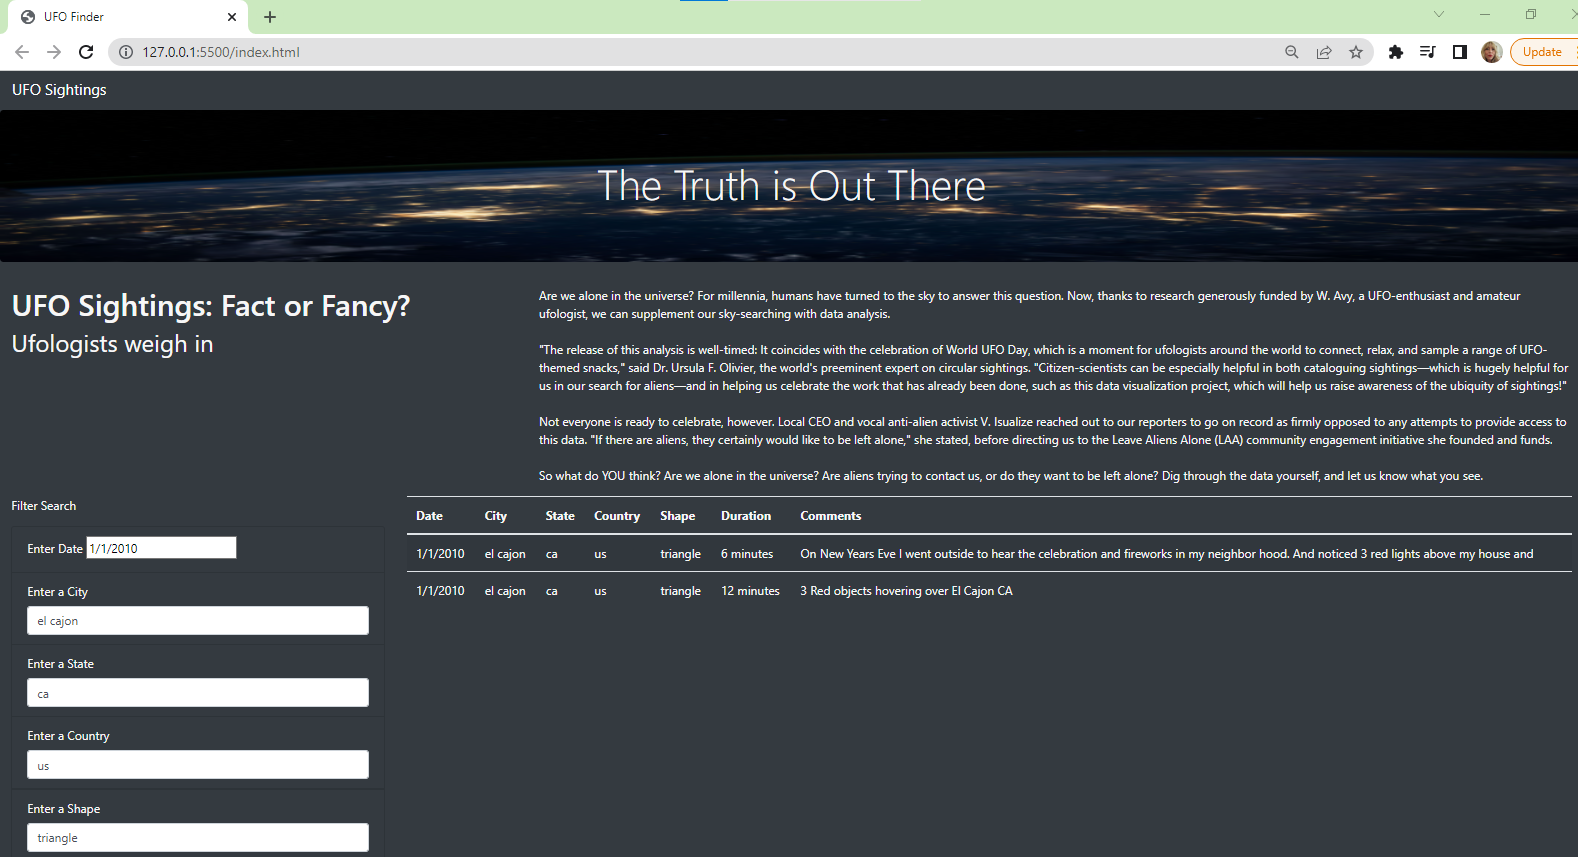 UFO Finder
127.0.0.1:5500/index.html
Update
UFO Sightings
The Truth is Out There
UFO Sightings: Fact or Fancy?
Ufologists weigh in
Are we alone in the universe? For millennia, humans have turned to the sky to answer this question. Now, thanks to research generously funded by W. Avy, a UFO-enthusiast and amateur
ufologist, we can supplement our sky-searching with data analysis.
"The release of this analysis is well-timed: It coincides with the celebration of World UFO Day, which is a moment for ufologists around the world to connect, relax, and sample a range of UFO-
themed snacks," said Dr. Ursula F. Olivier, the world's preeminent expert on circular sightings. "Citizen-scientists can be especially helpful in both cataloguing sightings—which is hugely helpful for
us in our search for aliens—and in helping us celebrate the work that has already been done, such as this data visualization project, which will help us raise awareness of the ubiquity of sightings!"
Not everyone is ready to celebrate, however. Local CEO and vocal anti-alien activist V. Isualize reached out to our reporters to go on record as firmly opposed to any attempts to provide access to
this data. "If there are aliens, they certainly would like to be left alone," she stated, before directing us to the Leave Aliens Alone (LAA) community engagement initiative she founded and funds.
So what do YOU think? Are we alone in the universe? Are aliens trying to contact us, or do they want to be left alone? Dig through the data yourself, and let us know what you see.
Filter Search
Enter Date 1/1/2010
Enter a City
el cajon
Enter a State
ca
Enter a Country
us
Enter a Shape
triangle
Date City State Country Shape Duration Comments
1/1/2010 el cajon ca us triangle 6 minutes On New Years Eve I went outside to hear the celebration and fireworks in my neighbor hood. And noticed 3 red lights above my house and
1/1/2010 el cajon ca us triangle 12 minutes 3 Red objects hovering over El Cajon CA